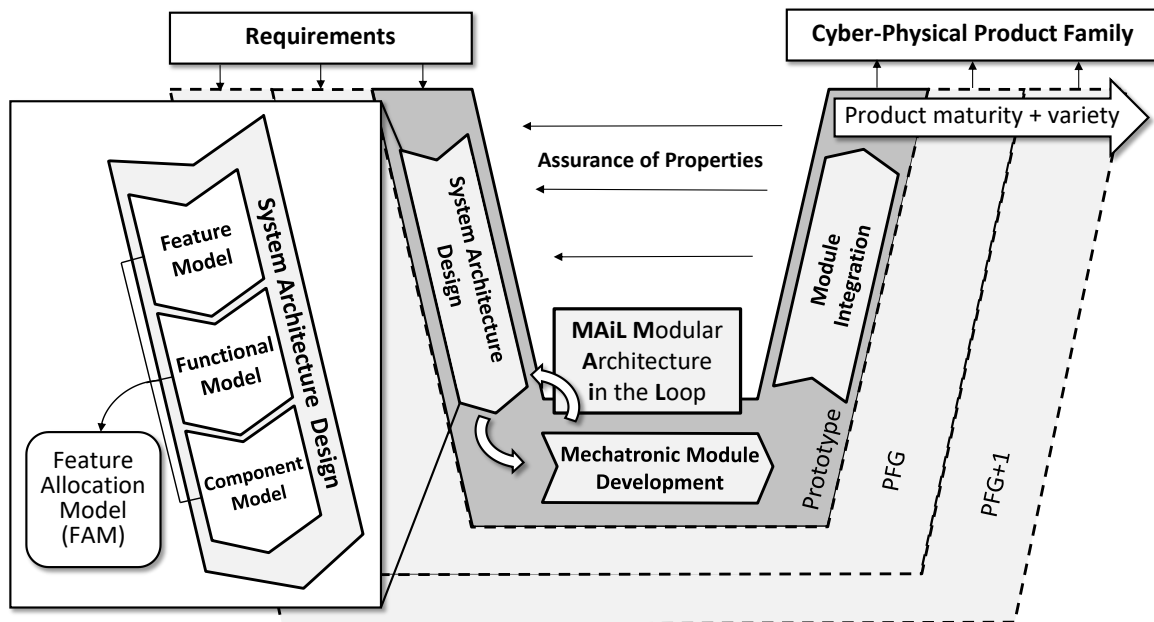 Requirements
Cyber-Physical Product Family
Product maturity + variety
Assurance of Properties
System Architecture
Design
Module
Integration
MAiL Modular
Architecture
in the Loop
Mechatronic Module
Development
Prototype
PFG
PFG+1
System Architecture Design
Feature
Model
Functional
Model
Component
Model
Feature
Allocation
Model
(FAM)